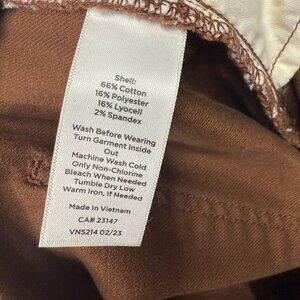 Shell:
66% Cotton
16% Polyester
16% Lyocell
2% Spandex
Wash Before Wearing
Turn Garment Inside
Out
Machine Wash Cold
Only Non-Chlorine
Bleach When Needed
Tumble Dry Low
Warm Iron, If Needed
Made in Vietnam
CA# 23147
VN5214 02/23